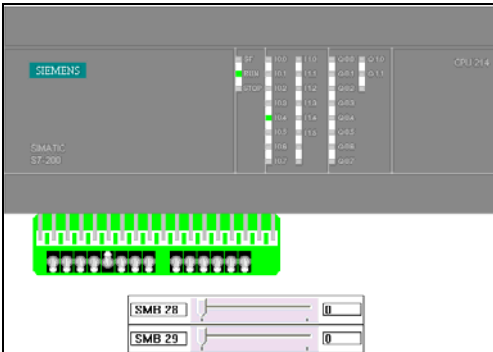 SIEMENS
SIMATIC
S7-200
SF I0.0 I1.0 Q0.0 Q1.0
RUN I0.1 I1.1 Q0.1 Q1.1
STOP I0.2 I1.2 Q0.2
I0.3 I1.3 Q0.3
I0.4 I1.4 Q0.4
I0.5 I1.5 Q0.5
I0.6 Q0.6
I0.7 Q0.7
CPU 214
SMB 28 0
SMB 29 0